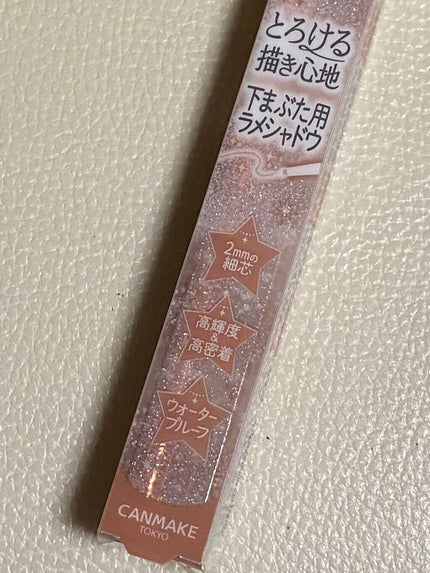 とろける
描き心地
下まぶた用
ラメシャドウ
2mmの
細芯
高輝度
&
高密着
ウォーター
プルーフ
CANMAKE
TOKYO